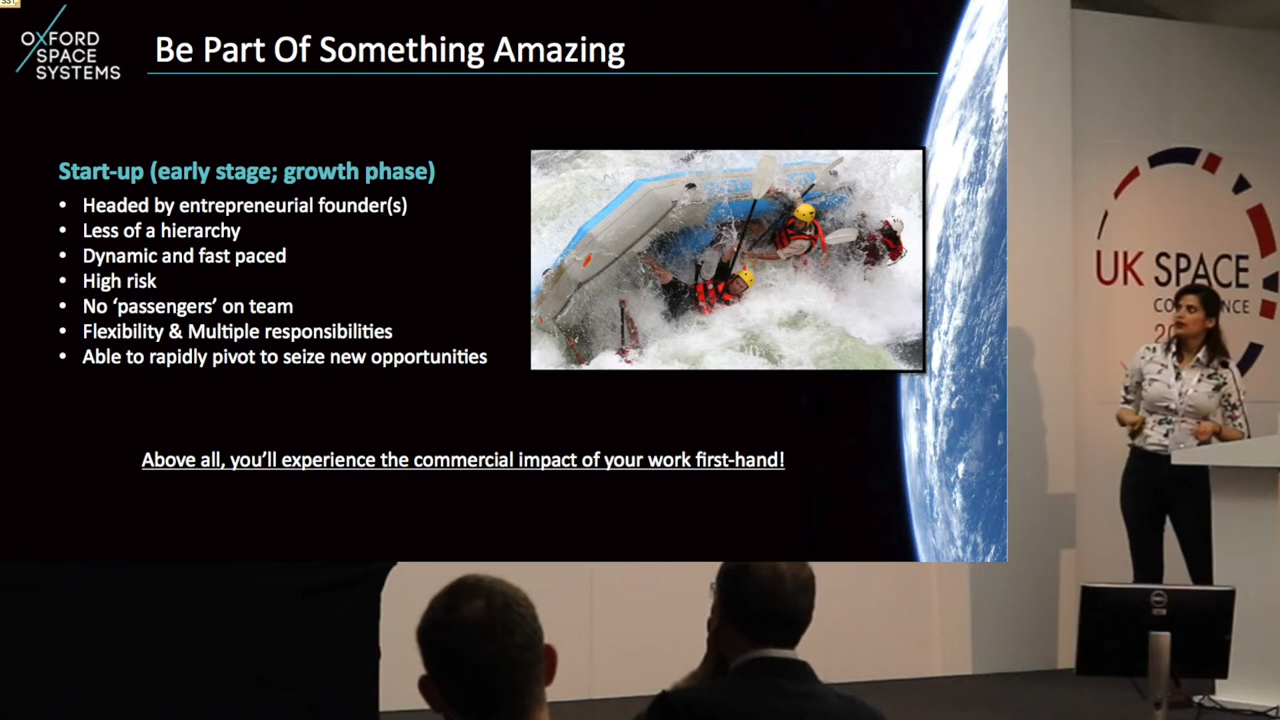 OXFORD
SPACE
SYSTEMS
Be Part Of Something Amazing
Start-up (early stage; growth phase)
• Headed by entrepreneurial founder(s)
• Less of a hierarchy
• Dynamic and fast paced
• High risk
• No ‘passengers’ on team
• Flexibility & Multiple responsibilities
• Able to rapidly pivot to seize new opportunities
Above all, you’ll experience the commercial impact of your work first-hand!
UK SPACE
DELL